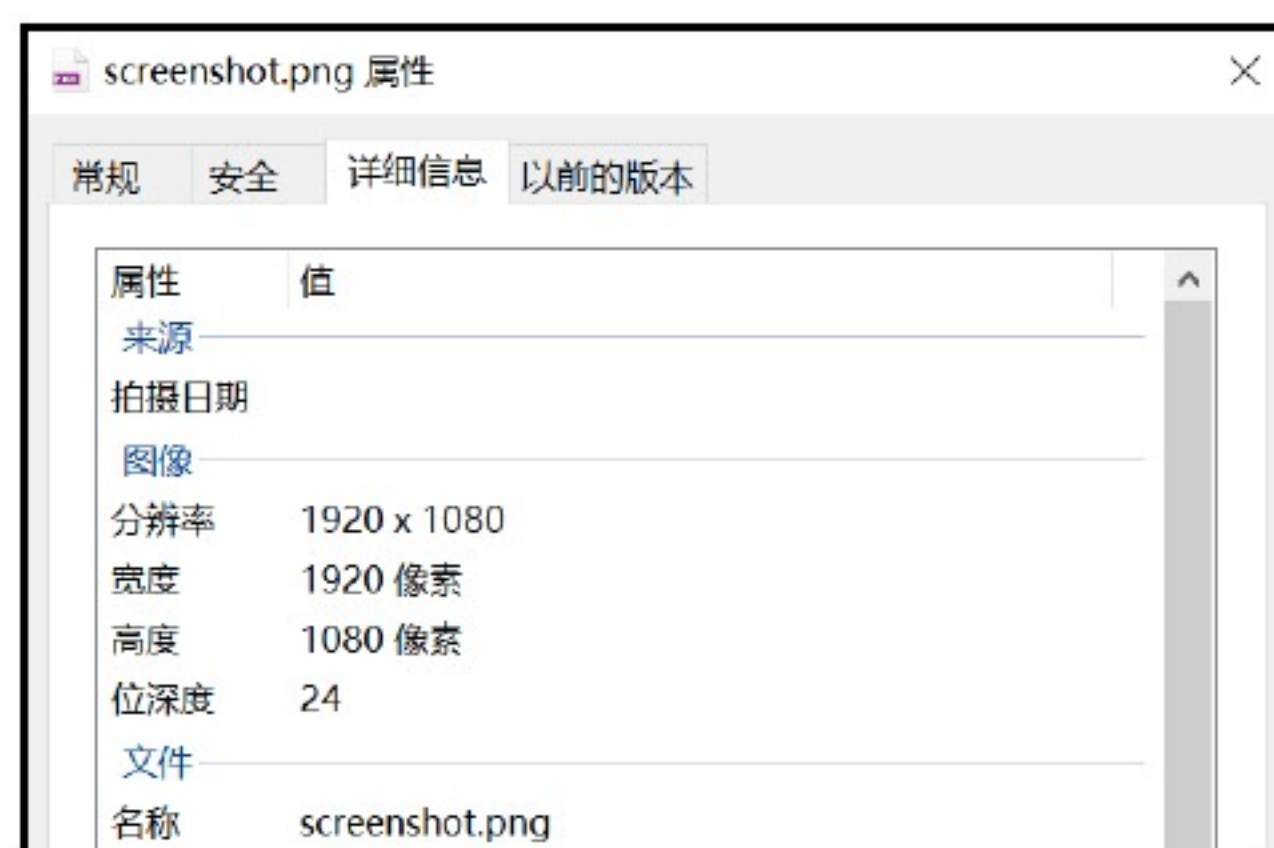 screenshot.png 属性
常规 安全 详细信息 以前的版本
属性 值
来源
拍摄日期
图像
分辨率 1920 x 1080
宽度 1920 像素
高度 1080 像素
位深度 24
文件
名称 screenshot.png